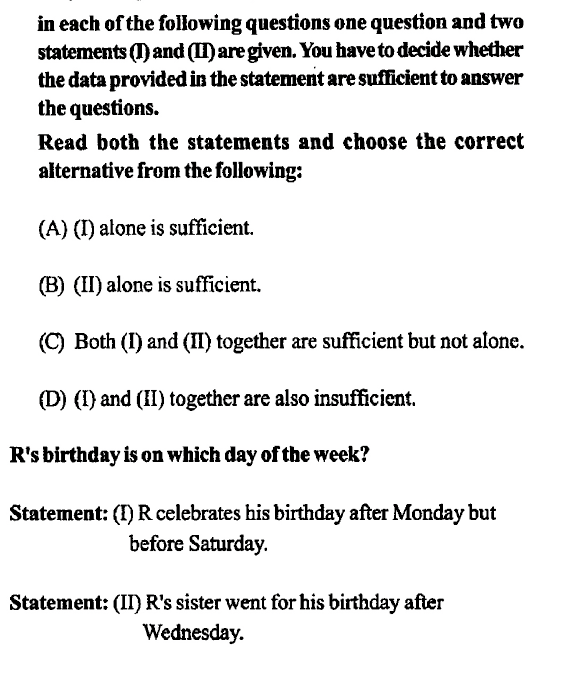 in each of the following questions one question and two
statements (I) and (II) are given. You have to decide whether
the data provided in the statement are sufficient to answer
the questions.
Read both the statements and choose the correct
alternative from the following:
(A) (I) alone is sufficient.
(B) (II) alone is sufficient.
(C) Both (I) and (II) together are sufficient but not alone.
(D) (I) and (II) together are also insufficient.
R's birthday is on which day of the week?
Statement: (I) R celebrates his birthday after Monday but
before Saturday.
Statement: (II) R's sister went for his birthday after
Wednesday.